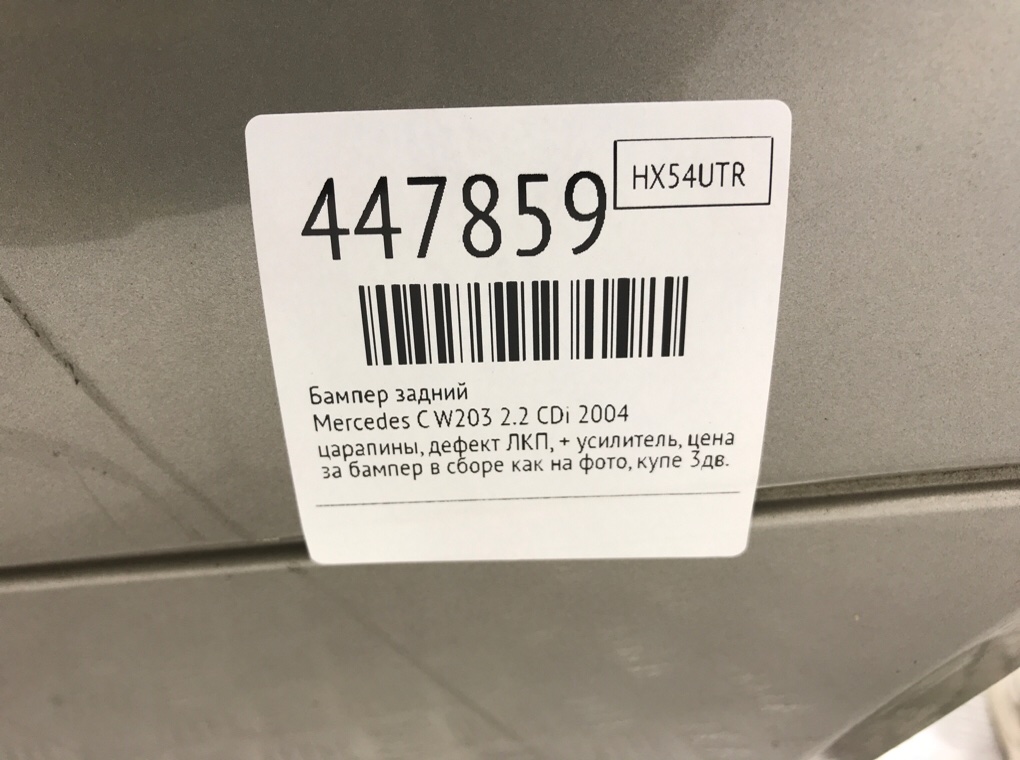 HX54UTR
447859
Бампер задний
Mercedes C W203 2.2 CDi 2004
царапины, дефект ЛКП, + усилитель, цена
за бампер в сборе как на фото, купе 3дв.